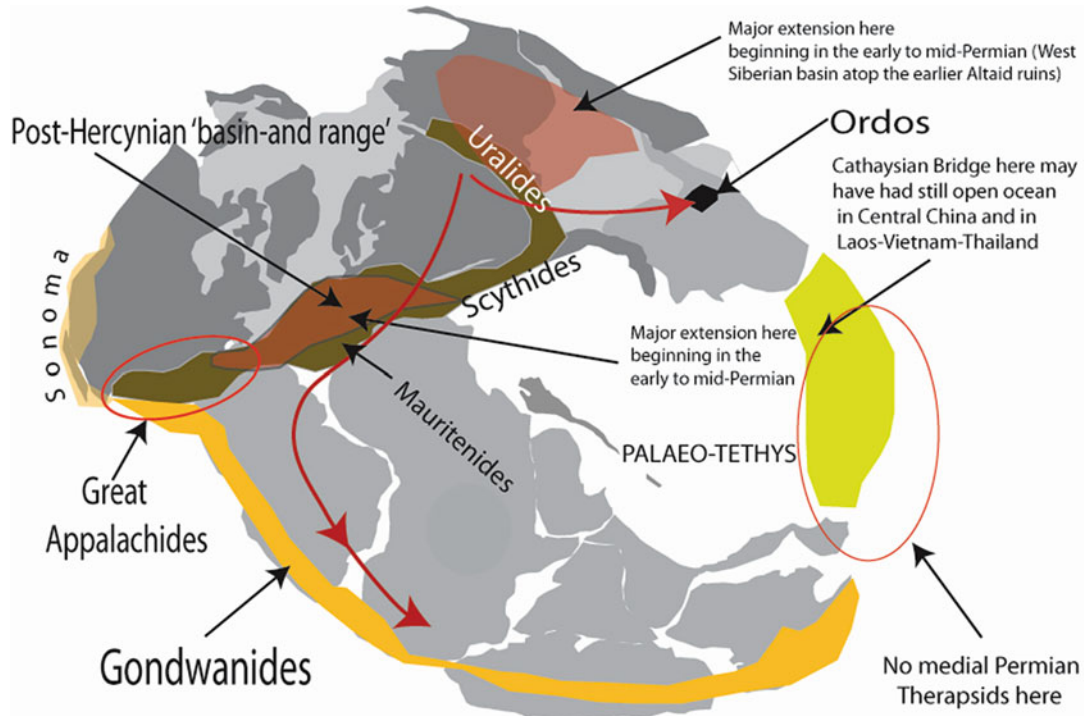 Major extension here
beginning in the early to mid-Permian (West
Siberian basin atop the earlier Altaid ruins)
Post-Hercynian 'basin-and range'
Ordos
Uralides
Cathaysian Bridge here may
have had still open ocean
in Central China and in
Laos-Vietnam-Thailand
Sonoma
Scythides
Major extension here
beginning in the
early to mid-Permian
Mauritenides
PALAEO-TETHYS
Great
Appalachides
Gondwanides
No medial Permian
Therapsids here